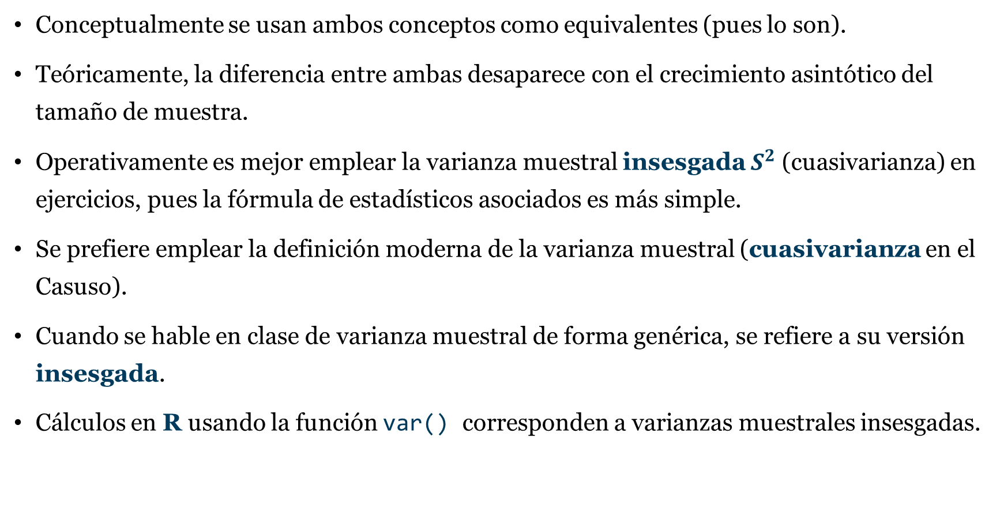 • Conceptualmente se usan ambos conceptos como equivalentes (pues lo son).
• Teóricamente, la diferencia entre ambas desaparece con el crecimiento asintótico del
tamaño de muestra.
• Operativamente es mejor emplear la varianza muestral insesgada S² (cuasivarianza) en
ejercicios, pues la fórmula de estadísticos asociados es más simple.
• Se prefiere emplear la definición moderna de la varianza muestral (cuasivarianza en el
Casuso).
• Cuando se hable en clase de varianza muestral de forma genérica, se refiere a su versión
insesgada.
• Cálculos en R usando la función var() corresponden a varianzas muestrales insesgadas.